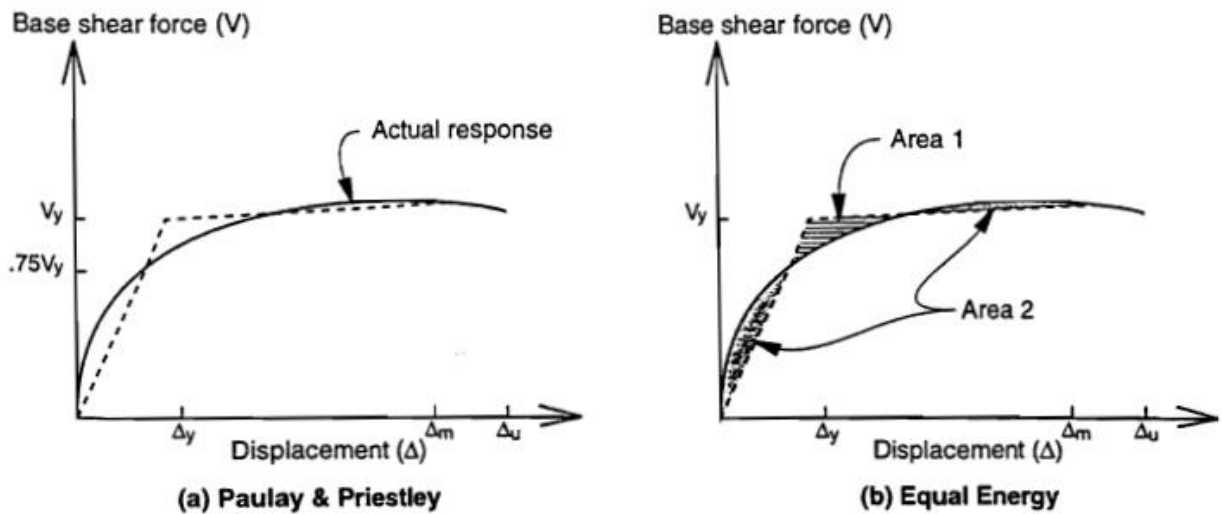 Base shear force (V)
Actual response
Vy
.75Vy
Δy
Δm
Δu
Displacement (Δ)
(a) Paulay & Priestley
Base shear force (V)
Area 1
Vy
Area 2
Δy
Δm
Δu
Displacement (Δ)
(b) Equal Energy